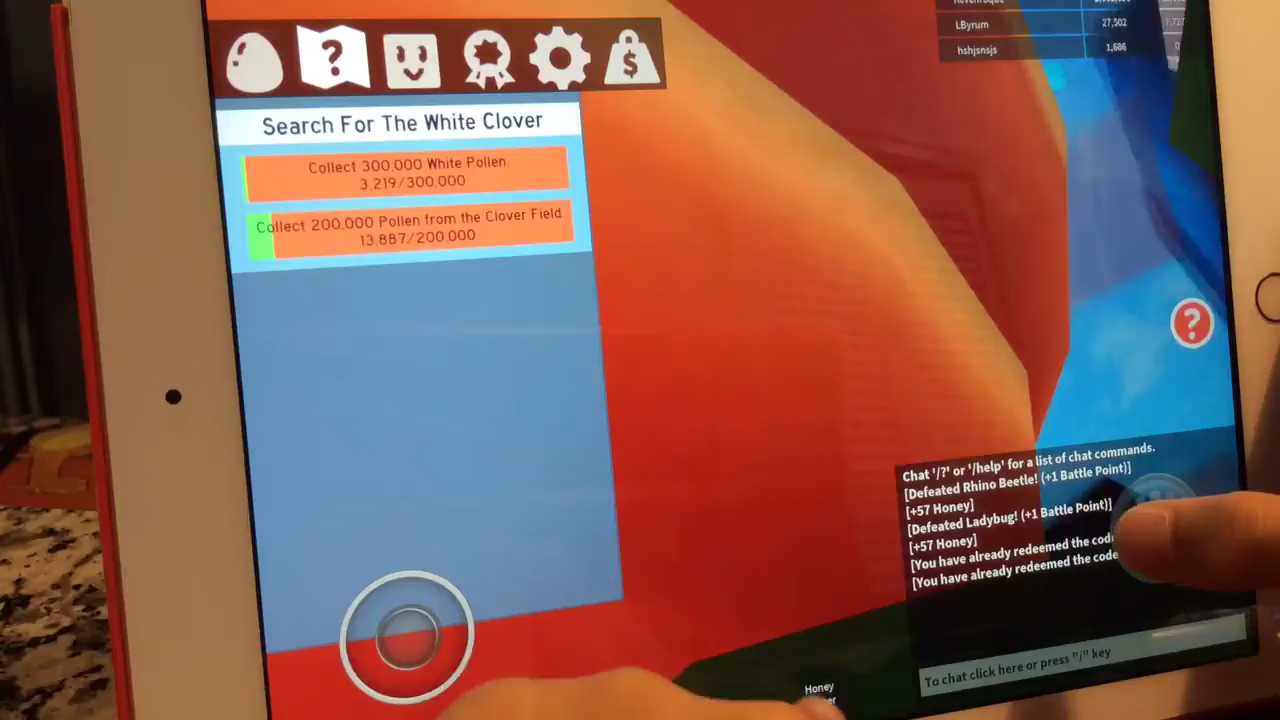 LByrum 27,502
hshjsnsjs 1,686
?
$
Search For The White Clover
Collect 300,000 White Pollen
3,219/300,000
Collect 200,000 Pollen from the Clover Field
13,887/200,000
?
Chat '/?' or '/help' for a list of chat commands.
[Defeated Rhino Beetle! (+1 Battle Point)]
[+57 Honey]
[Defeated Ladybug! (+1 Battle Point)]
[+57 Honey]
[You have already redeemed the code
[You have already redeemed the code
To chat click here or press "/" key
Honey